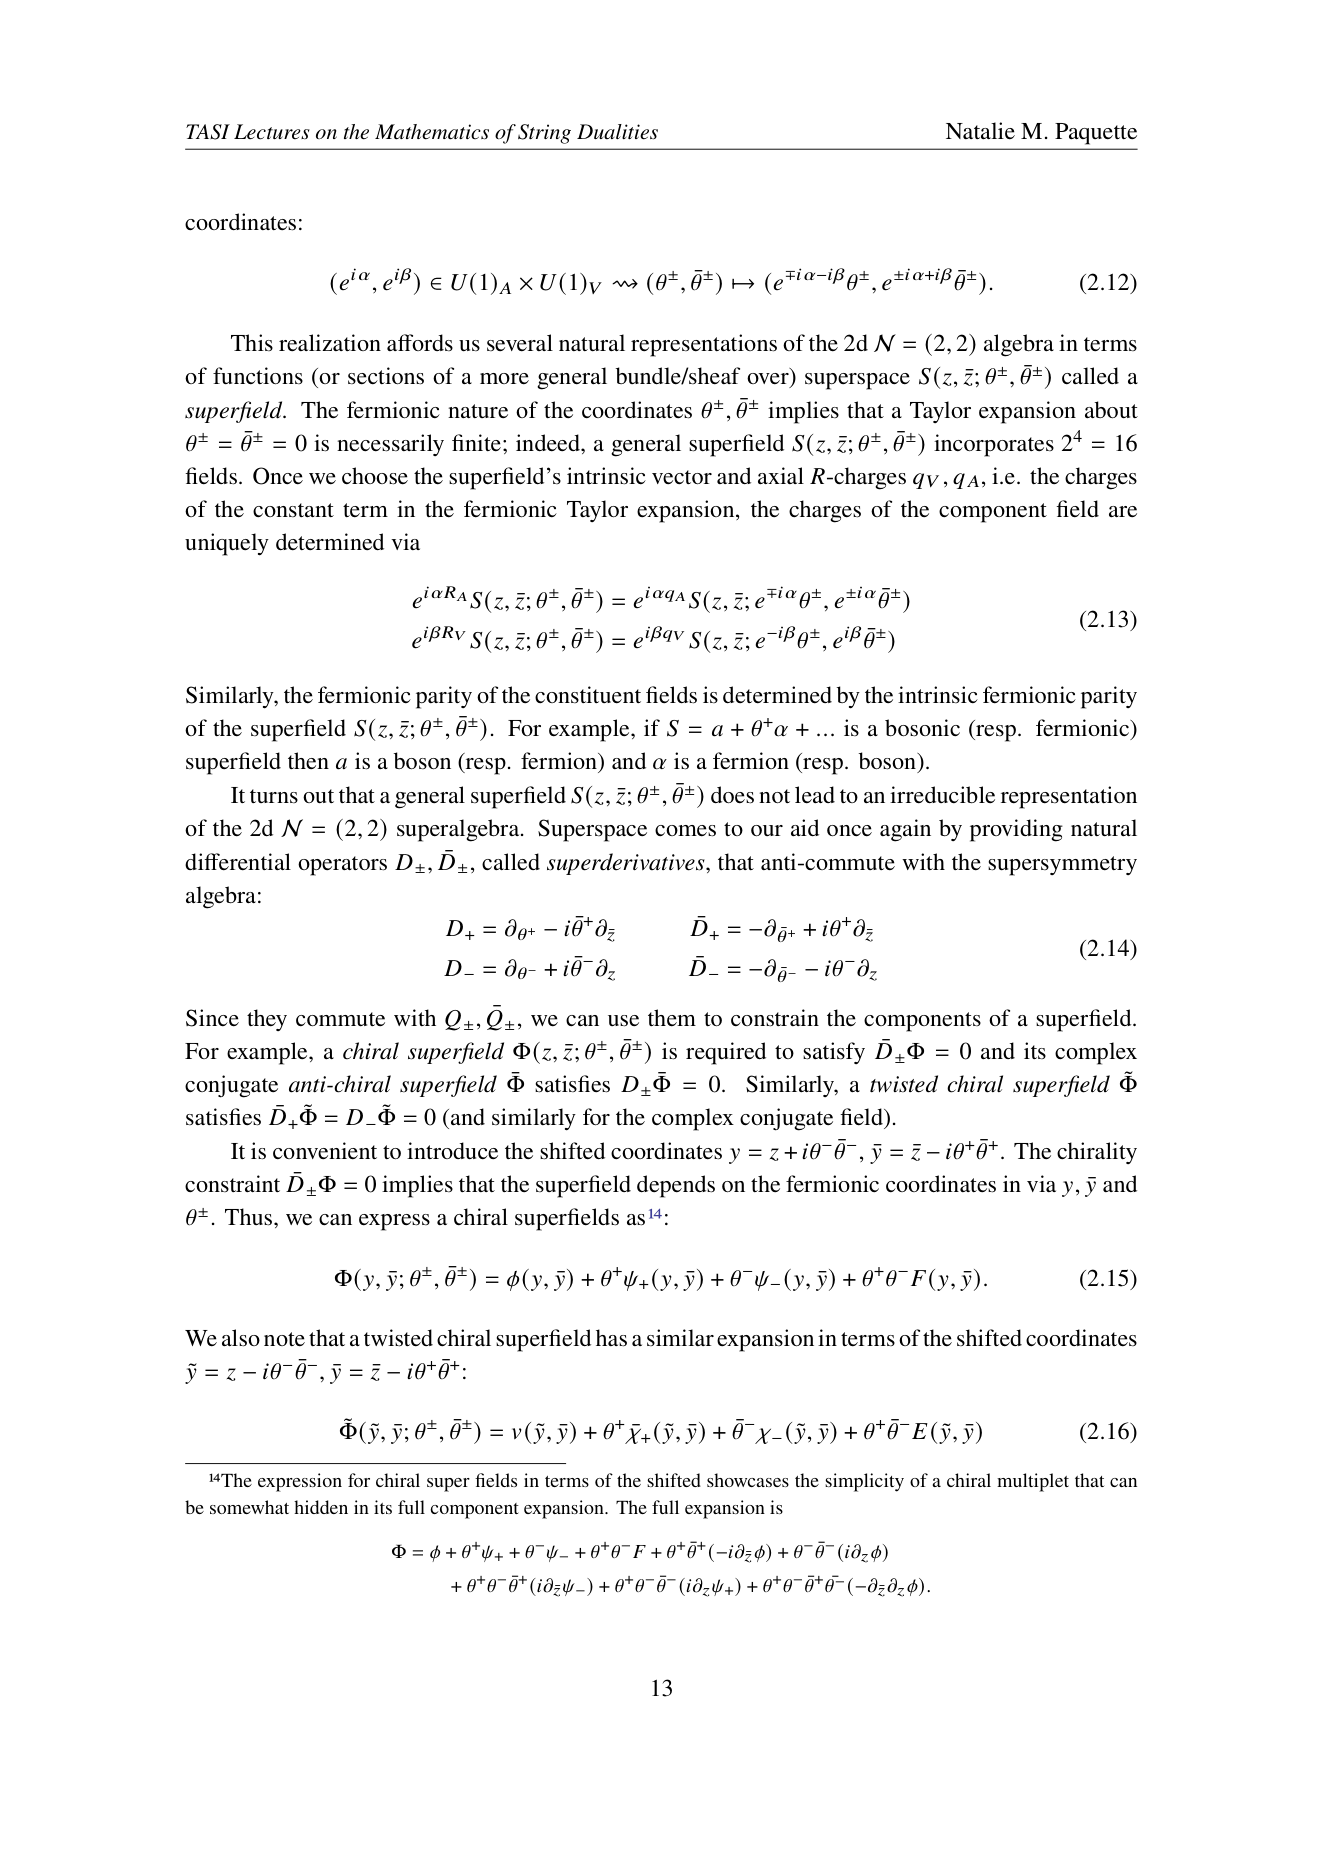 TASI Lectures on the Mathematics of String Dualities Natalie M. Paquette
coordinates:
(e^{iα}, e^{iβ}) ∈ U(1)_A × U(1)_V ⇝ (θ^±, θ̄^±) ↦ (e^{∓iα−iβ}θ^±, e^{±iα+iβ}θ̄^±). (2.12)
This realization affords us several natural representations of the 2d 𝒩 = (2, 2) algebra in terms
of functions (or sections of a more general bundle/sheaf over) superspace S(z, z̄; θ^±, θ̄^±) called a
superfield. The fermionic nature of the coordinates θ^±, θ̄^± implies that a Taylor expansion about
θ^± = θ̄^± = 0 is necessarily finite; indeed, a general superfield S(z, z̄; θ^±, θ̄^±) incorporates 2^4 = 16
fields. Once we choose the superfield's intrinsic vector and axial R-charges q_V, q_A, i.e. the charges
of the constant term in the fermionic Taylor expansion, the charges of the component field are
uniquely determined via
e^{iαR_A}S(z, z̄; θ^±, θ̄^±) = e^{iαq_A}S(z, z̄; e^{∓iα}θ^±, e^{±iα}θ̄^±)
e^{iβR_V}S(z, z̄; θ^±, θ̄^±) = e^{iβq_V}S(z, z̄; e^{−iβ}θ^±, e^{iβ}θ̄^±) (2.13)
Similarly, the fermionic parity of the constituent fields is determined by the intrinsic fermionic parity
of the superfield S(z, z̄; θ^±, θ̄^±). For example, if S = a + θ^+α + ... is a bosonic (resp. fermionic)
superfield then a is a boson (resp. fermion) and α is a fermion (resp. boson).
It turns out that a general superfield S(z, z̄; θ^±, θ̄^±) does not lead to an irreducible representation
of the 2d 𝒩 = (2, 2) superalgebra. Superspace comes to our aid once again by providing natural
differential operators D_±, D̄_±, called superderivatives, that anti-commute with the supersymmetry
algebra:
D_+ = ∂_{θ^+} − iθ̄^+∂_{z̄} D̄_+ = −∂_{θ̄^+} + iθ^+∂_{z̄}
D_− = ∂_{θ^−} + iθ̄^−∂_z D̄_− = −∂_{θ̄^−} − iθ^−∂_z (2.14)
Since they commute with Q_±, Q̄_±, we can use them to constrain the components of a superfield.
For example, a chiral superfield Φ(z, z̄; θ^±, θ̄^±) is required to satisfy D̄_±Φ = 0 and its complex
conjugate anti-chiral superfield Φ̄ satisfies D_±Φ̄ = 0. Similarly, a twisted chiral superfield Φ̃
satisfies D̄_+Φ̃ = D_−Φ̃ = 0 (and similarly for the complex conjugate field).
It is convenient to introduce the shifted coordinates y = z + iθ^−θ̄^−, ȳ = z̄ − iθ^+θ̄^+. The chirality
constraint D̄_±Φ = 0 implies that the superfield depends on the fermionic coordinates in via y, ȳ and
θ^±. Thus, we can express a chiral superfields as^14:
Φ(y, ȳ; θ^±, θ̄^±) = ϕ(y, ȳ) + θ^+ψ_+(y, ȳ) + θ^−ψ_−(y, ȳ) + θ^+θ^−F(y, ȳ). (2.15)
We also note that a twisted chiral superfield has a similar expansion in terms of the shifted coordinates
ỹ = z − iθ^−θ̄^−, ȳ = z̄ − iθ^+θ̄^+:
Φ̃(ỹ, ȳ; θ^±, θ̄^±) = v(ỹ, ȳ) + θ^+χ̄_+(ỹ, ȳ) + θ̄^−χ_−(ỹ, ȳ) + θ^+θ̄^−E(ỹ, ȳ) (2.16)
^14The expression for chiral super fields in terms of the shifted showcases the simplicity of a chiral multiplet that can
be somewhat hidden in its full component expansion. The full expansion is
Φ = ϕ + θ^+ψ_+ + θ^−ψ_− + θ^+θ^−F + θ^+θ̄^+(−i∂_{z̄}ϕ) + θ^−θ̄^−(i∂_zϕ)
+ θ^+θ^−θ̄^+(i∂_{z̄}ψ_−) + θ^+θ^−θ̄^−(i∂_zψ_+) + θ^+θ^−θ̄^+θ̄^−(−∂_{z̄}∂_zϕ).
13